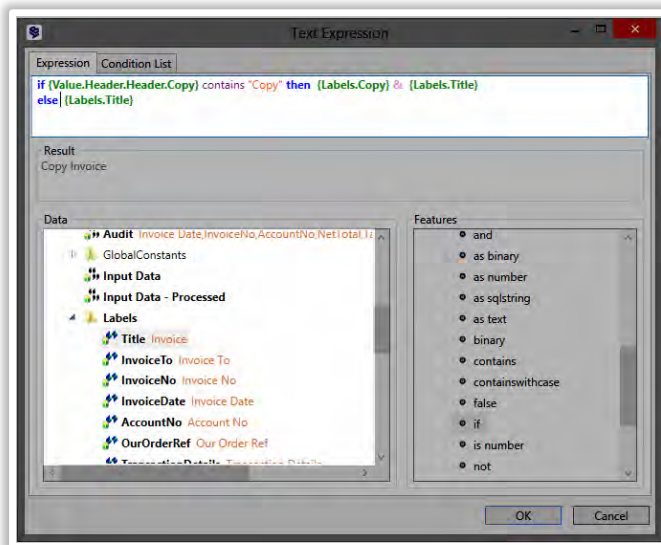 Text Expression
Expression
Condition List
if {Value.Header.Header.Copy} contains "Copy" then {Labels.Copy} & {Labels.Title}
else {Labels.Title}
Result
Copy Invoice
Data
Audit Invoice Date,InvoiceNo,AccountNo,NetTotal,Ta
GlobalConstants
Input Data
Input Data - Processed
Labels
Title Invoice
InvoiceTo Invoice To
InvoiceNo Invoice No
InvoiceDate Invoice Date
AccountNo Account No
OurOrderRef Our Order Ref
Features
and
as binary
as number
as sqlstring
as text
binary
contains
containswithcase
false
if
is number
not
OK
Cancel